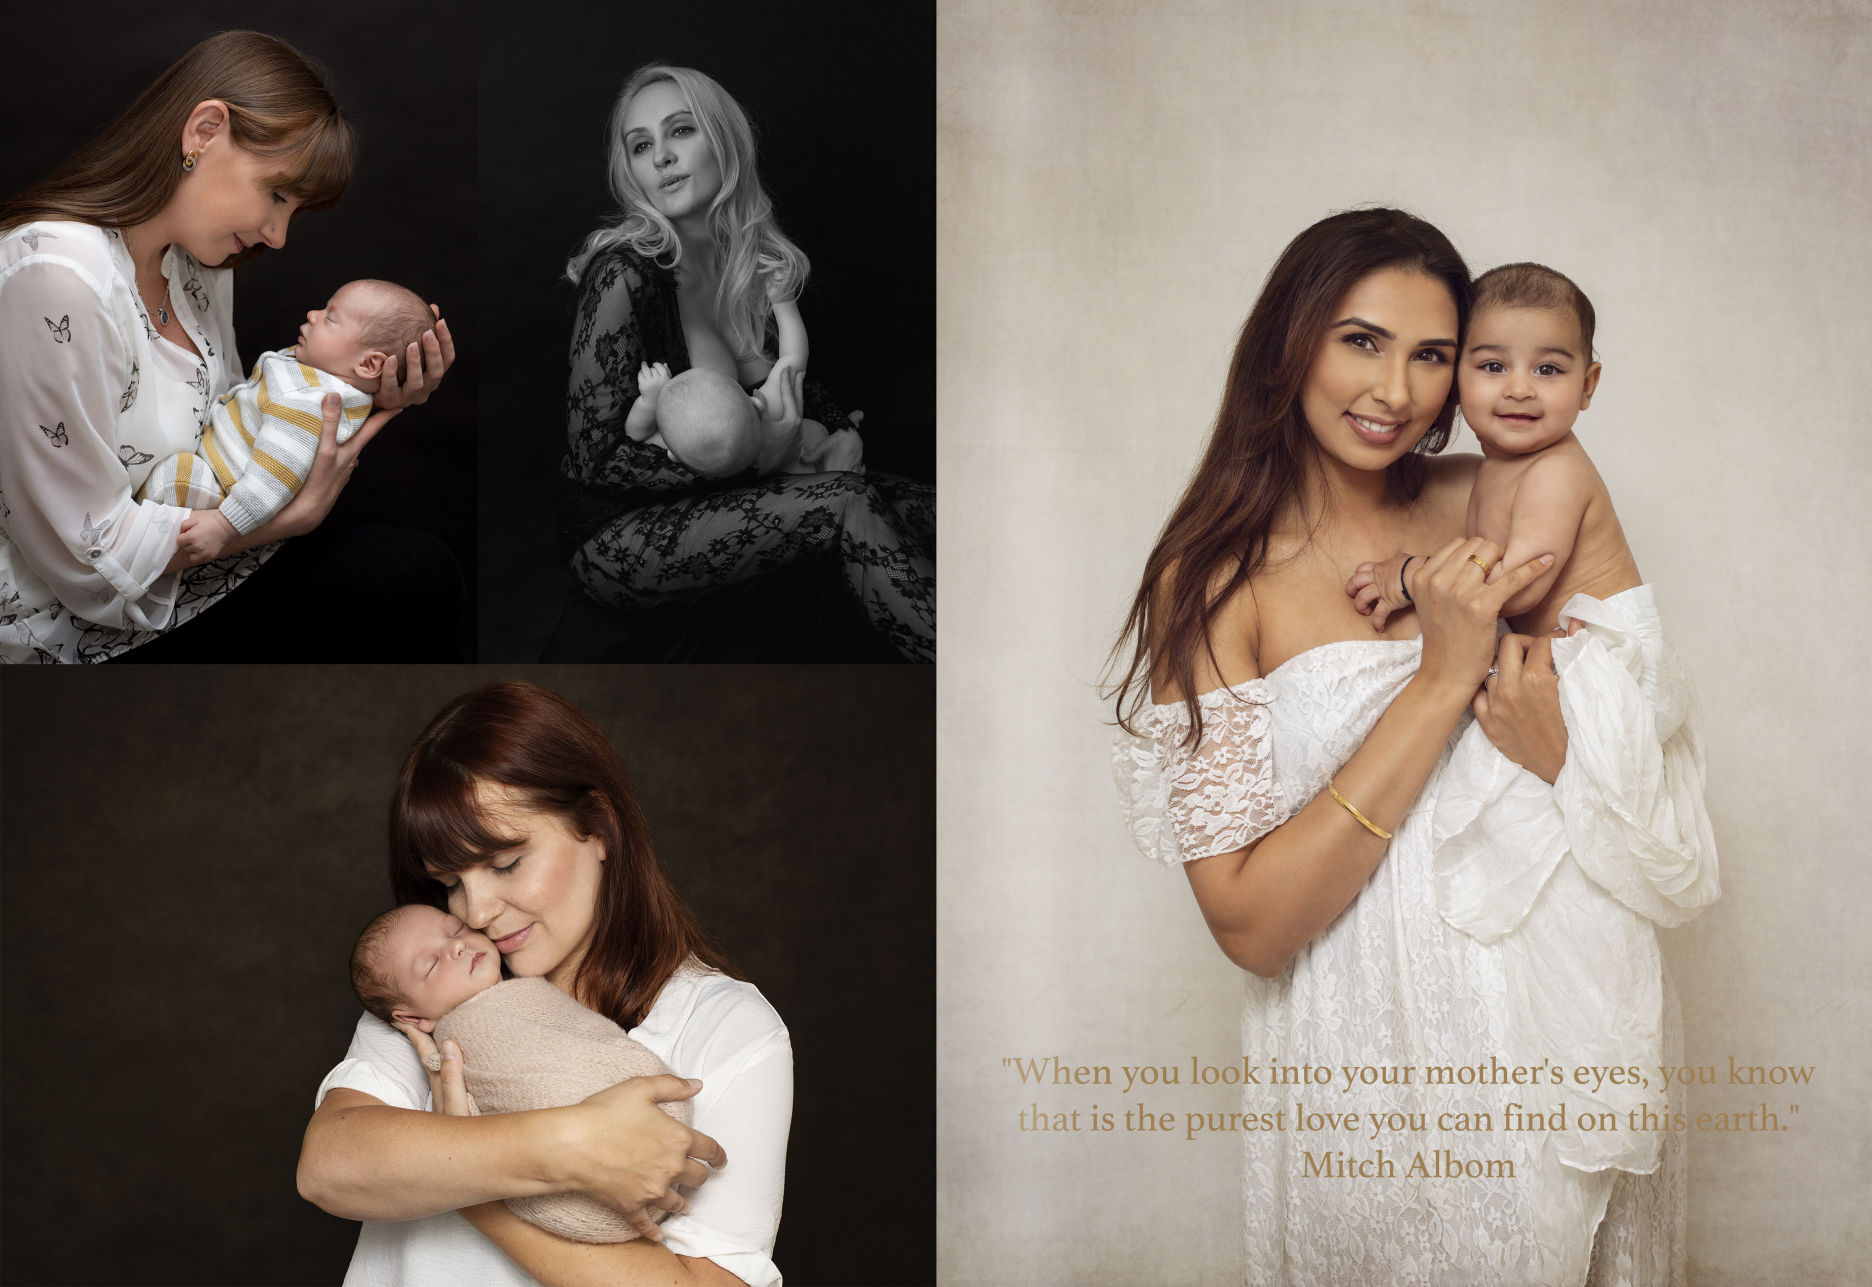 "When you look into your mother's eyes, you know
that is the purest love you can find on this earth."
Mitch Albom